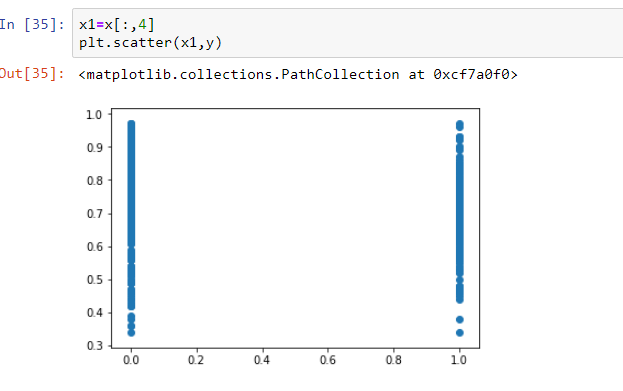 In [35]: x1=x[:,4]
plt.scatter(x1,y)
Out[35]: <matplotlib.collections.PathCollection at 0xcf7a0f0>
1.0
0.9
0.8
0.7
0.6
0.5
0.4
0.3
0.0 0.2 0.4 0.6 0.8 1.0